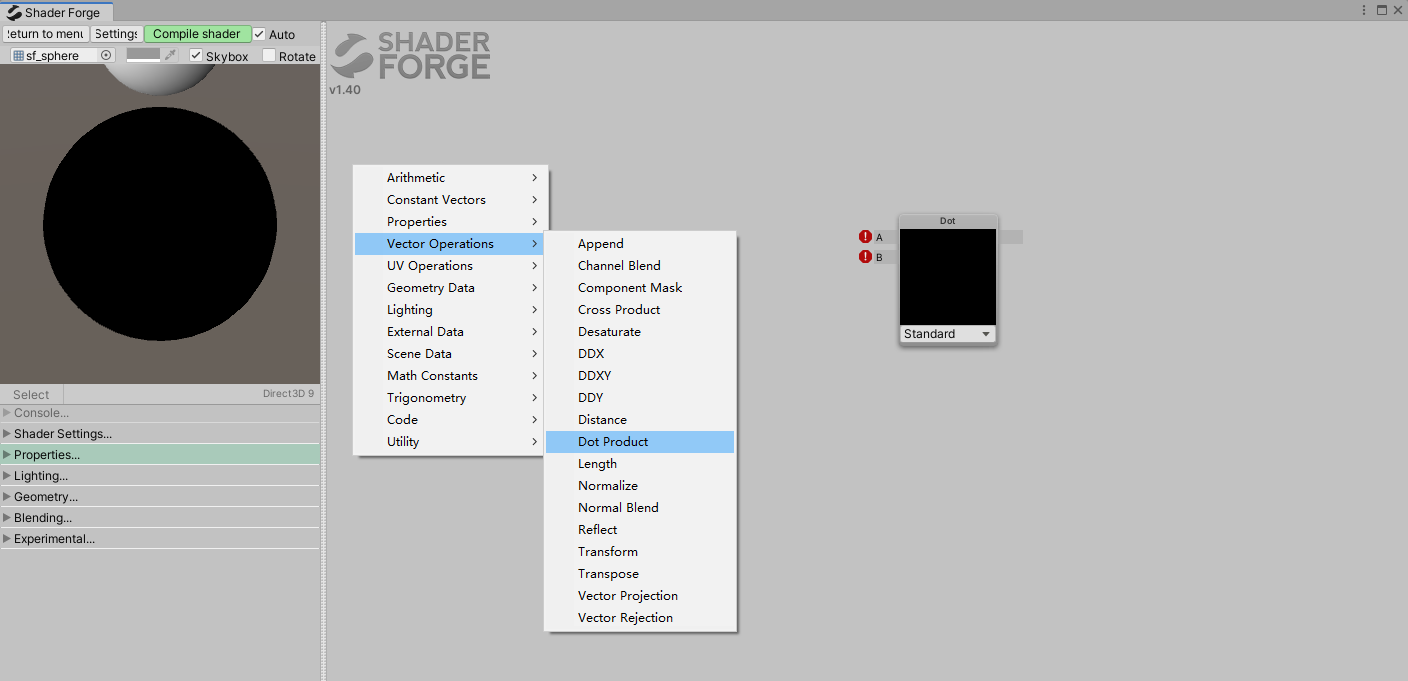 Shader Forge
Return to menu Settings Compile shader Auto
sf_sphere Skybox Rotate
SHADER
FORGE
v1.40
Arithmetic
Constant Vectors
Properties
Vector Operations
UV Operations
Geometry Data
Lighting
External Data
Scene Data
Math Constants
Trigonometry
Code
Utility
Append
Channel Blend
Component Mask
Cross Product
Desaturate
DDX
DDXY
DDY
Distance
Dot Product
Length
Normalize
Normal Blend
Reflect
Transform
Transpose
Vector Projection
Vector Rejection
Dot
A
B
Standard
Select Direct3D 9
Console...
Shader Settings...
Properties...
Lighting...
Geometry...
Blending...
Experimental...